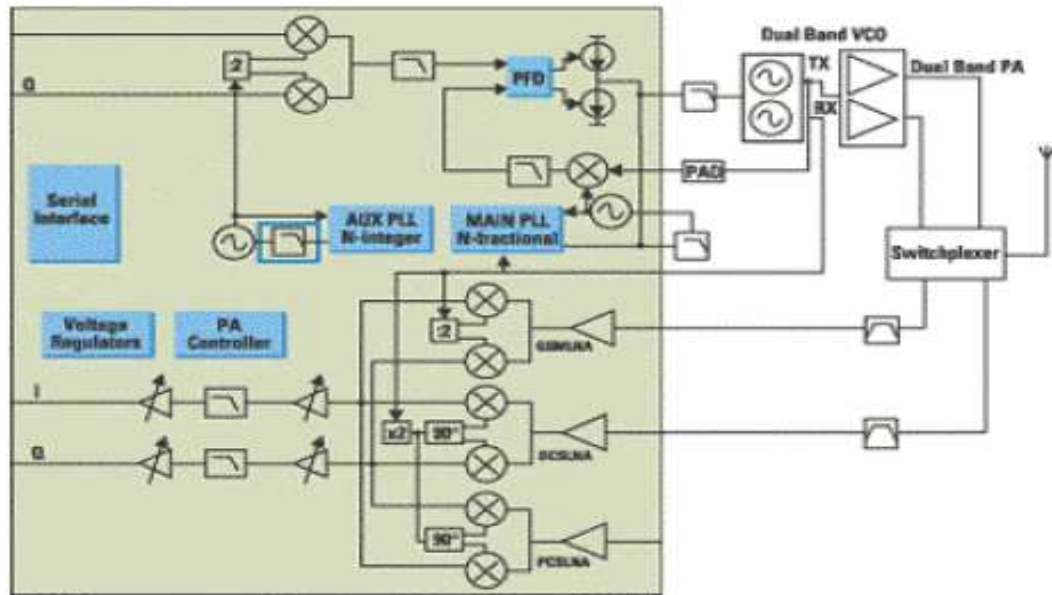 Dual Band VCO
TX
Dual Band PA
:2
PFD
Q
RX
PAD
Serial
Interface
AUX PLL
N-integer
MAIN PLL
N-fractional
Switchplexer
Voltage
Regulators
PA
Controller
:2
GSMLNA
I
x2
90°
DCSLNA
Q
90°
PCSLNA